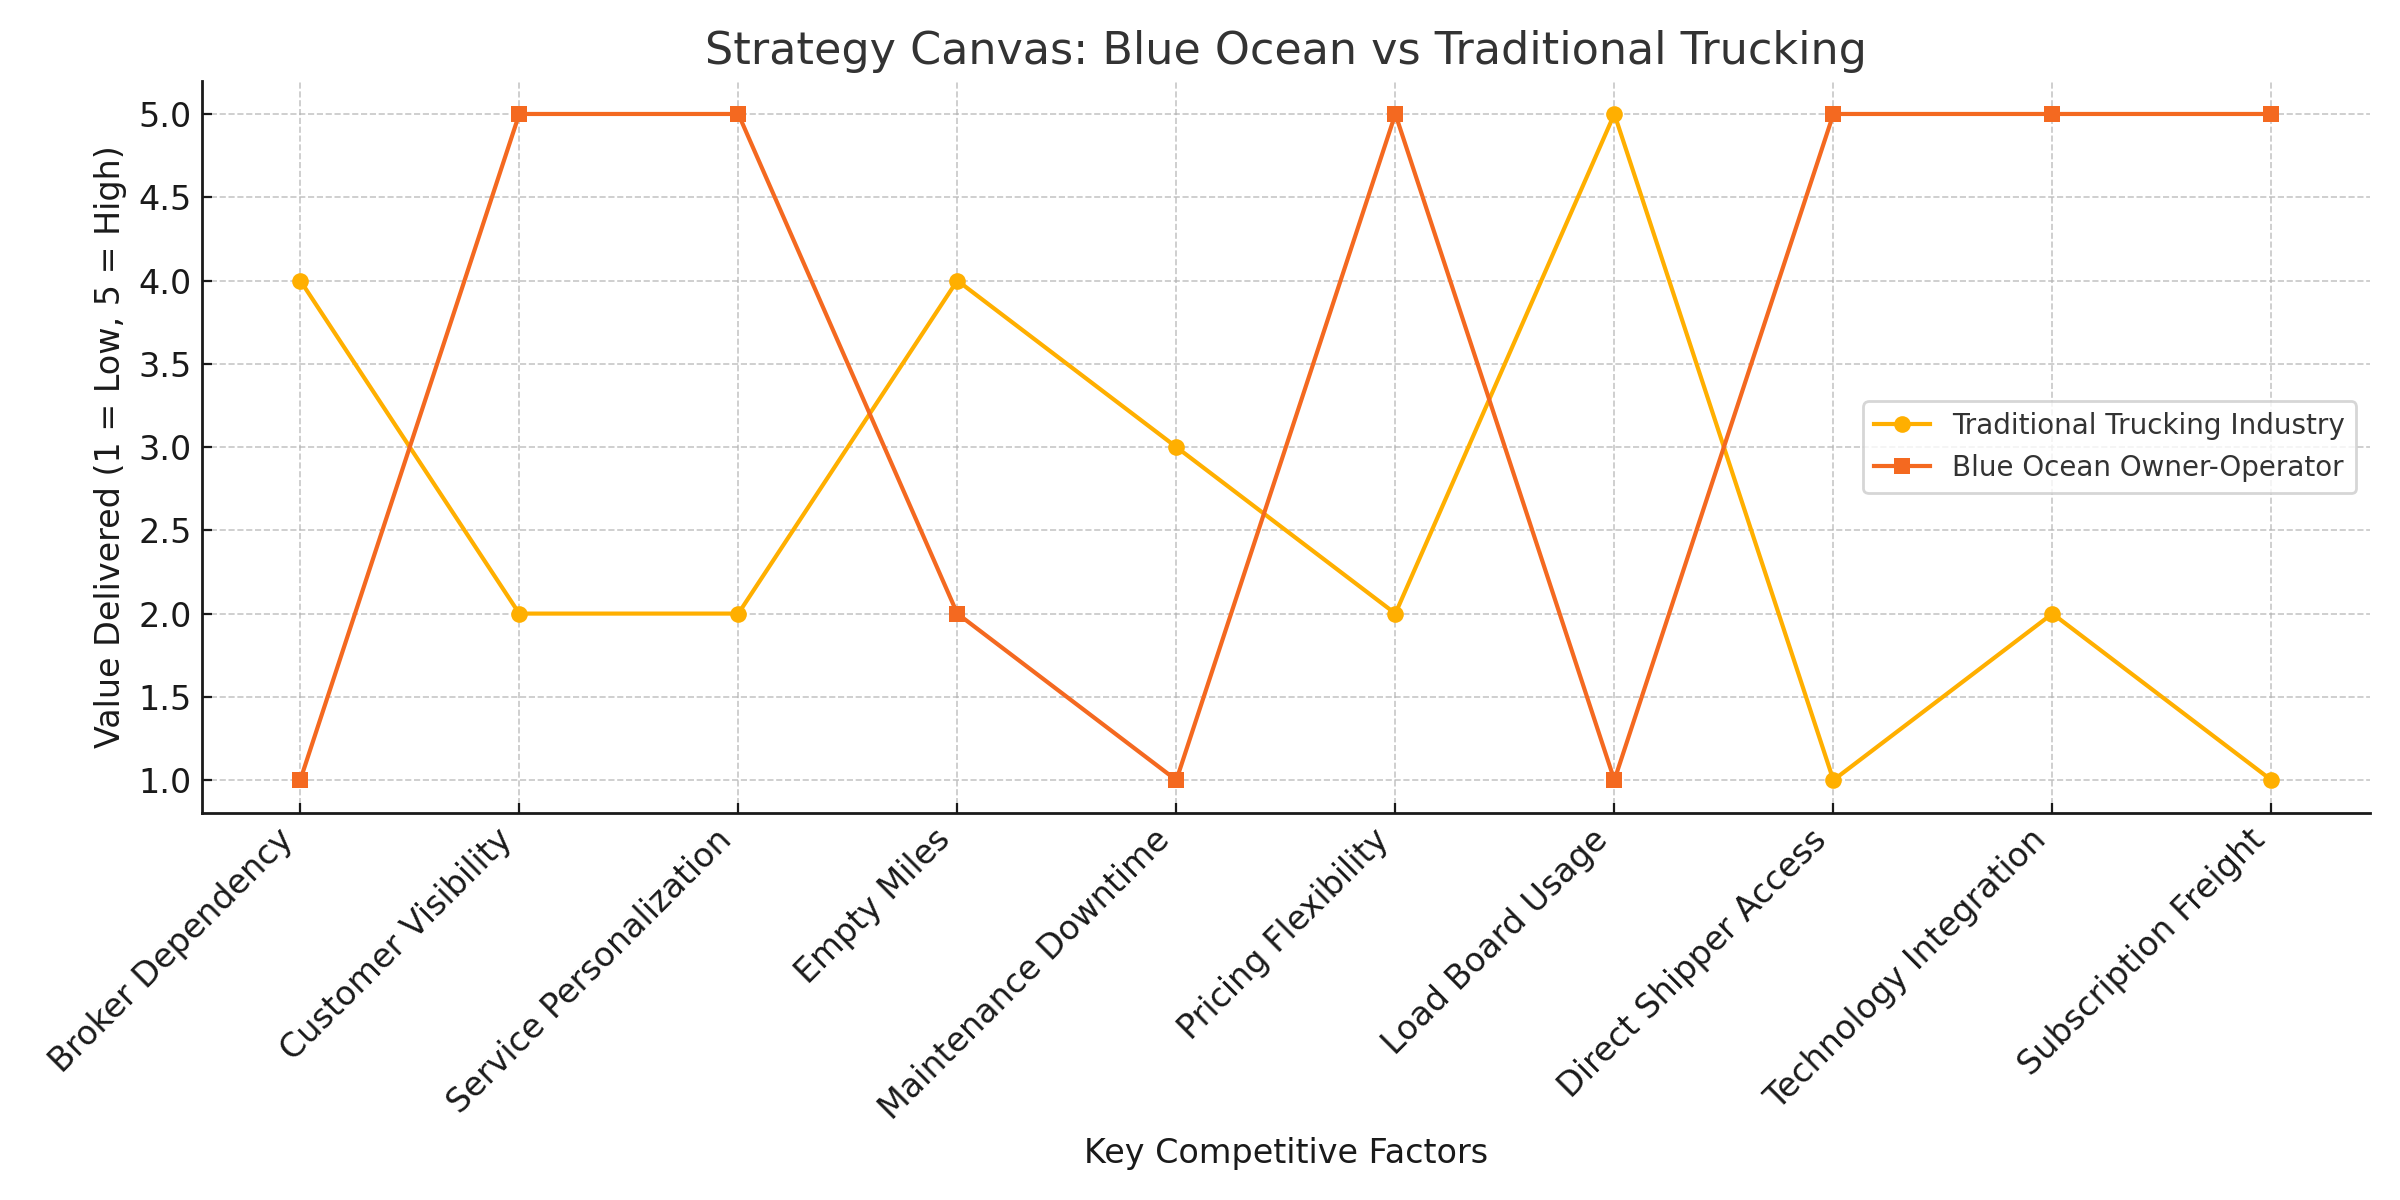 Strategy Canvas: Blue Ocean vs Traditional Trucking
Value Delivered (1 = Low, 5 = High)
5.0
4.5
4.0
3.5
3.0
2.5
2.0
1.5
1.0
Traditional Trucking Industry
Blue Ocean Owner-Operator
Broker Dependency
Customer Visibility
Service Personalization
Empty Miles
Maintenance Downtime
Pricing Flexibility
Load Board Usage
Direct Shipper Access
Technology Integration
Subscription Freight
Key Competitive Factors